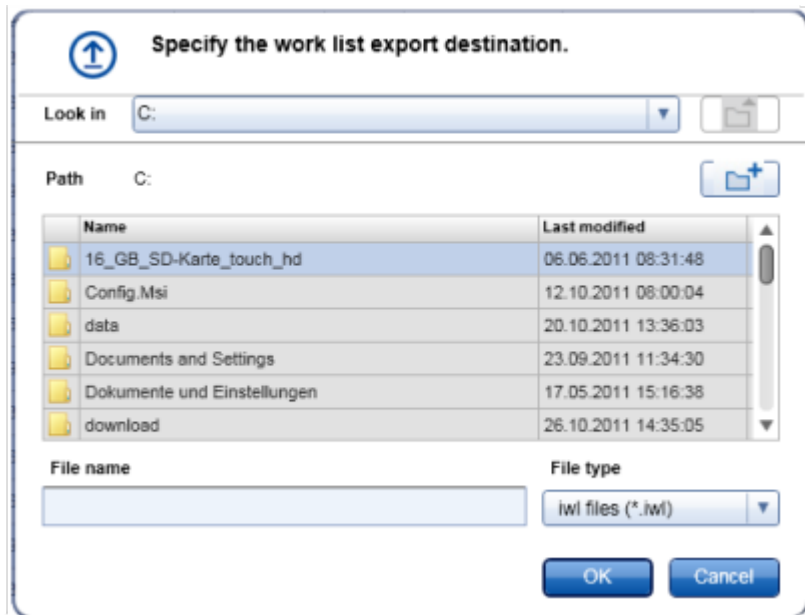 Specify the work list export destination.
Look in C:
Path C:
Name Last modified
16_GB_SD-Karte_touch_hd 06.06.2011 08:31:48
Config.Msi 12.10.2011 08:00:04
data 20.10.2011 13:36:03
Documents and Settings 23.09.2011 11:34:30
Dokumente und Einstellungen 17.05.2011 15:16:38
download 26.10.2011 14:35:05
File name File type
iwl files (*.iwl)
OK Cancel